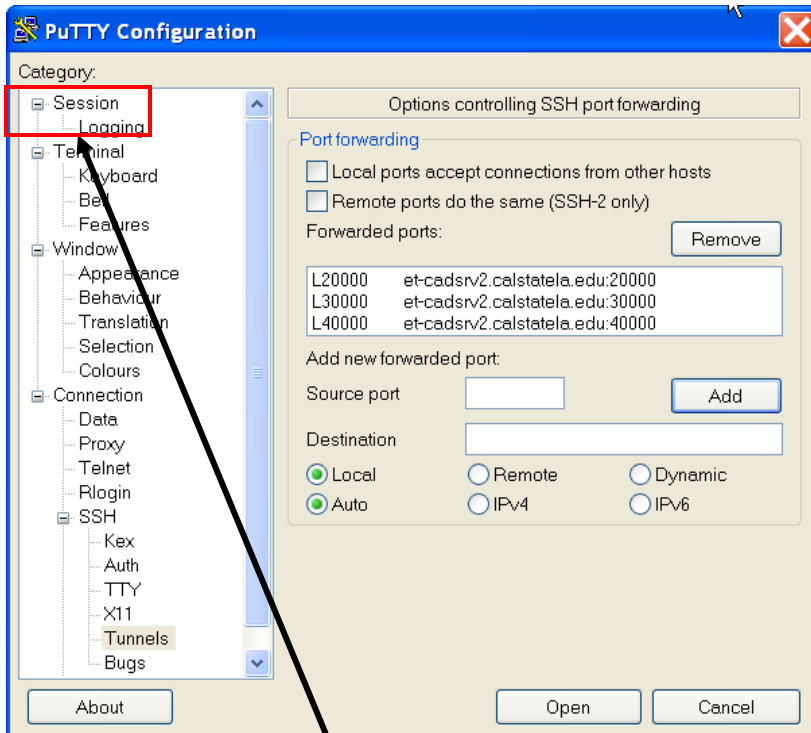 PuTTY Configuration
Category:
Session
Logging
Terminal
Keyboard
Bell
Features
Window
Appearance
Behaviour
Translation
Selection
Colours
Connection
Data
Proxy
Telnet
Rlogin
SSH
Kex
Auth
TTY
X11
Tunnels
Bugs
Options controlling SSH port forwarding
Port forwarding
Local ports accept connections from other hosts
Remote ports do the same (SSH-2 only)
Forwarded ports:
Remove
L20000 et-cadsrv2.calstatela.edu:20000
L30000 et-cadsrv2.calstatela.edu:30000
L40000 et-cadsrv2.calstatela.edu:40000
Add new forwarded port:
Source port
Add
Destination
Local Remote Dynamic
Auto IPv4 IPv6
About Open Cancel